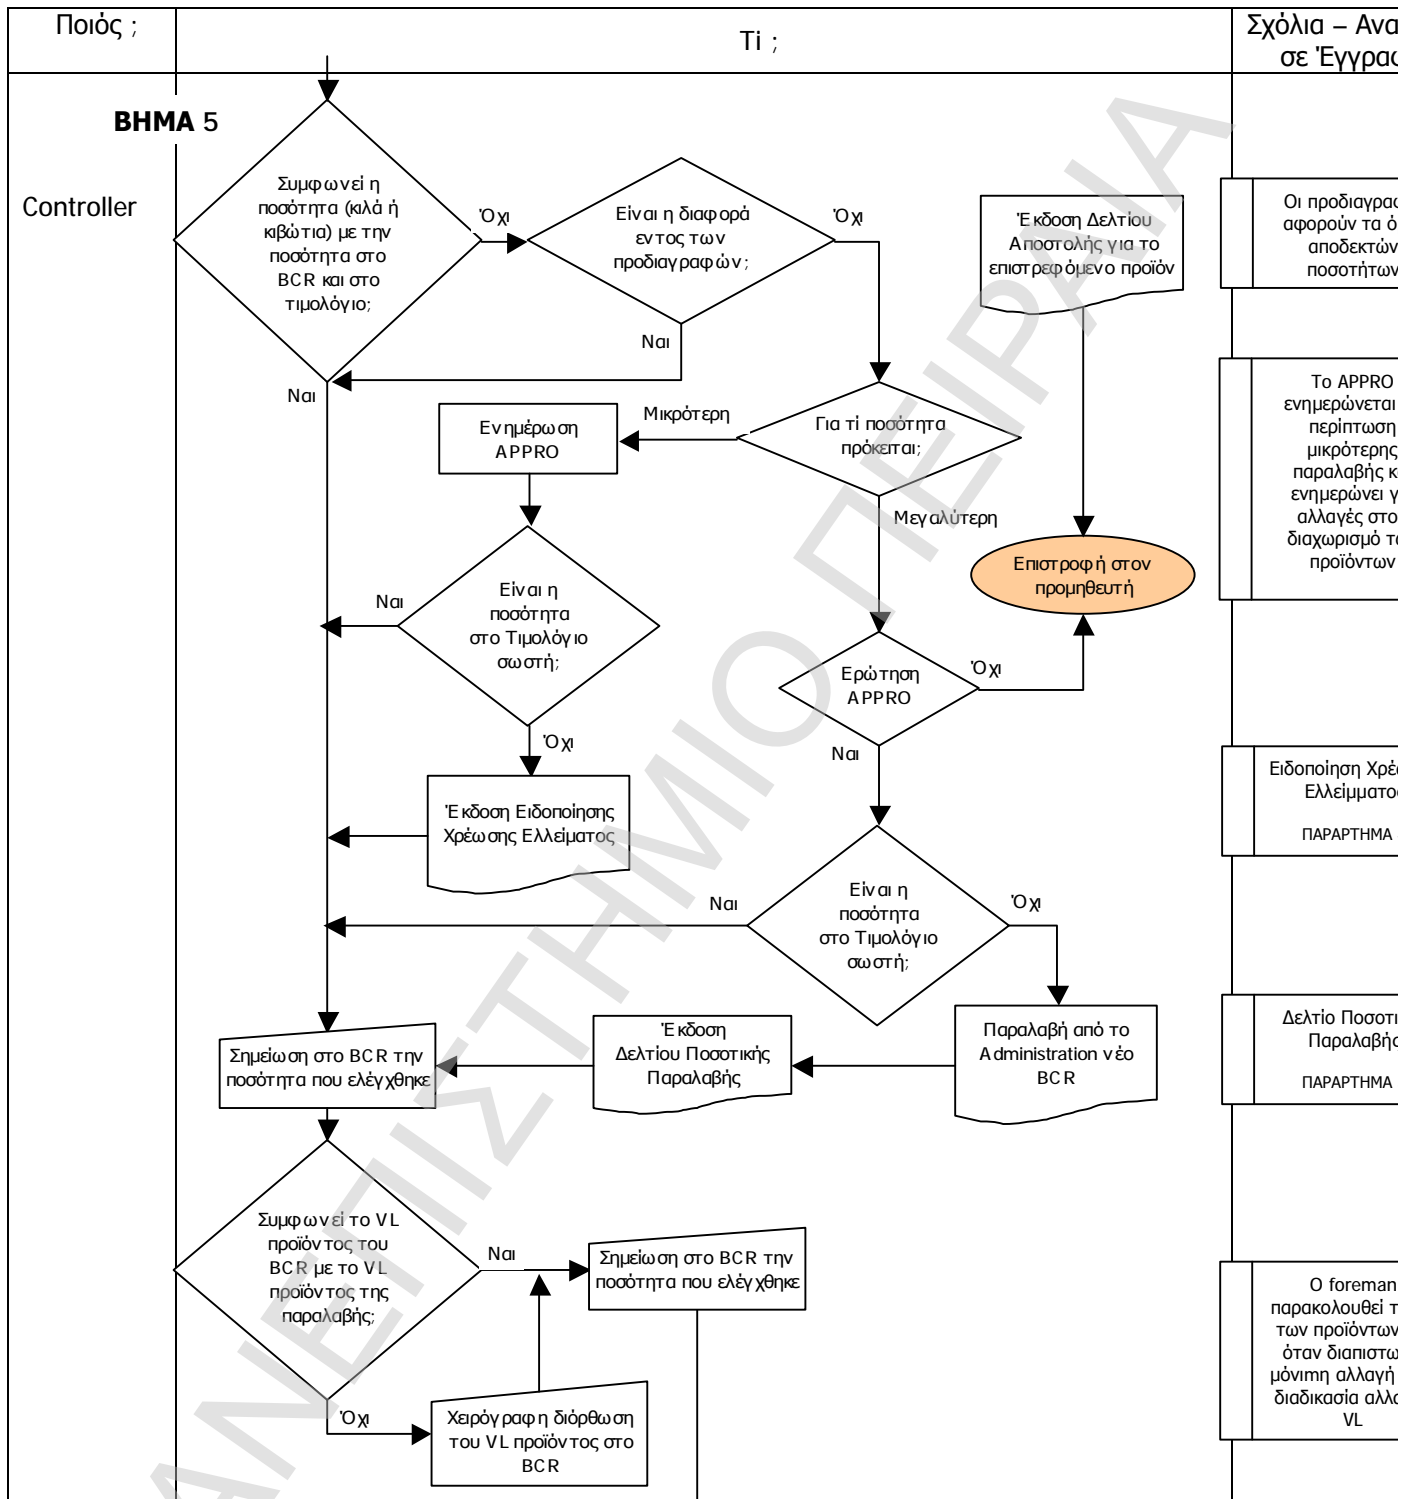 Ποιός ;
Τi ;
Σχόλια – Ανα
σε Έγγρα
ΒΗΜΑ 5
Controller
Συμφωνεί η
ποσότητα (κιλά ή
κιβώτια) με την
ποσότητα στο
BCR και στο
τιμολόγιο;
Όχι
Είναι η διαφορά
εντος των
προδιαγραφών;
Όχι
Έκδοση Δελτίου
Αποστολής για το
επιστρεφόμενο προϊόν
Οι προδιαγρα
αφορούν τα ό
αποδεκτών
ποσοτήτων
Ναι
Ναι
Μικρότερη
Ενημέρωση
APPRO
Για τί ποσότητα
πρόκειται;
Το APPRO
ενημερώνεται
περίπτωση
μικρότερης
παραλαβής κ
ενημερώνει γ
αλλαγές στο
διαχωρισμό τ
προϊόντων
Μεγαλύτερη
Επιστροφή στον
προμηθευτή
Ναι
Είναι η
ποσότητα
στο Τιμολόγιο
σωστή;
Όχι
Ερώτηση
APPRO
Όχι
Ναι
Έκδοση Ειδοποίησης
Χρέωσης Ελλείματος
Ειδοποίηση Χρέ
Ελλείμματο
ΠΑΡΑΡΤΗΜΑ
Ναι
Είναι η
ποσότητα
στο Τιμολόγιο
σωστή;
Όχι
Σημείωση στο BCR την
ποσότητα που ελέγχθηκε
Έκδοση
Δελτίου Ποσοτικής
Παραλαβής
Παραλαβή από το
Administration νέο
BCR
Δελτίο Ποσοτι
Παραλαβής
ΠΑΡΑΡΤΗΜΑ
Συμφωνεί το VL
προϊόντος του
BCR με το VL
προϊόντος της
παραλαβής;
Ναι
Σημείωση στο BCR την
ποσότητα που ελέγχθηκε
Ο foreman
παρακολουθεί τ
των προϊόντων
όταν διαπιστω
μόνιmη αλλαγή
διαδικασία αλλ
VL
Όχι
Χειρόγραφη διόρθωση
του VL προϊόντος στο
BCR
ΑΝΕΠΙΣΤΗΜΙΟ ΠΕΙΡΑΙΑ